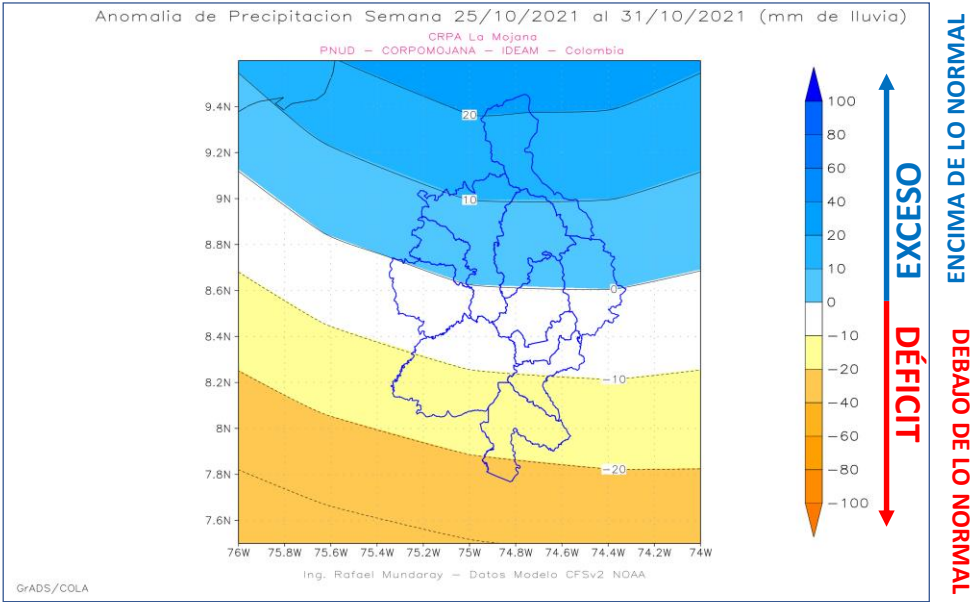 Anomalia de Precipitacion Semana 25/10/2021 al 31/10/2021 (mm de lluvia)
CRPA La Mojana
PNUD – CORPOMOJANA – IDEAM – Colombia
9.4N
9.2N
9N
8.8N
8.6N
8.4N
8.2N
8N
7.8N
7.6N
76W
75.8W
75.6W
75.4W
75.2W
75W
74.8W
74.6W
74.4W
74.2W
74W
20
10
0
−10
−20
100
80
60
40
20
10
0
−10
−20
−40
−60
−80
−100
EXCESO
DÉFICIT
ENCIMA DE LO NORMAL
DEBAJO DE LO NORMAL
Ing. Rafael Mundaray – Datos Modelo CFSv2 NOAA
GrADS/COLA